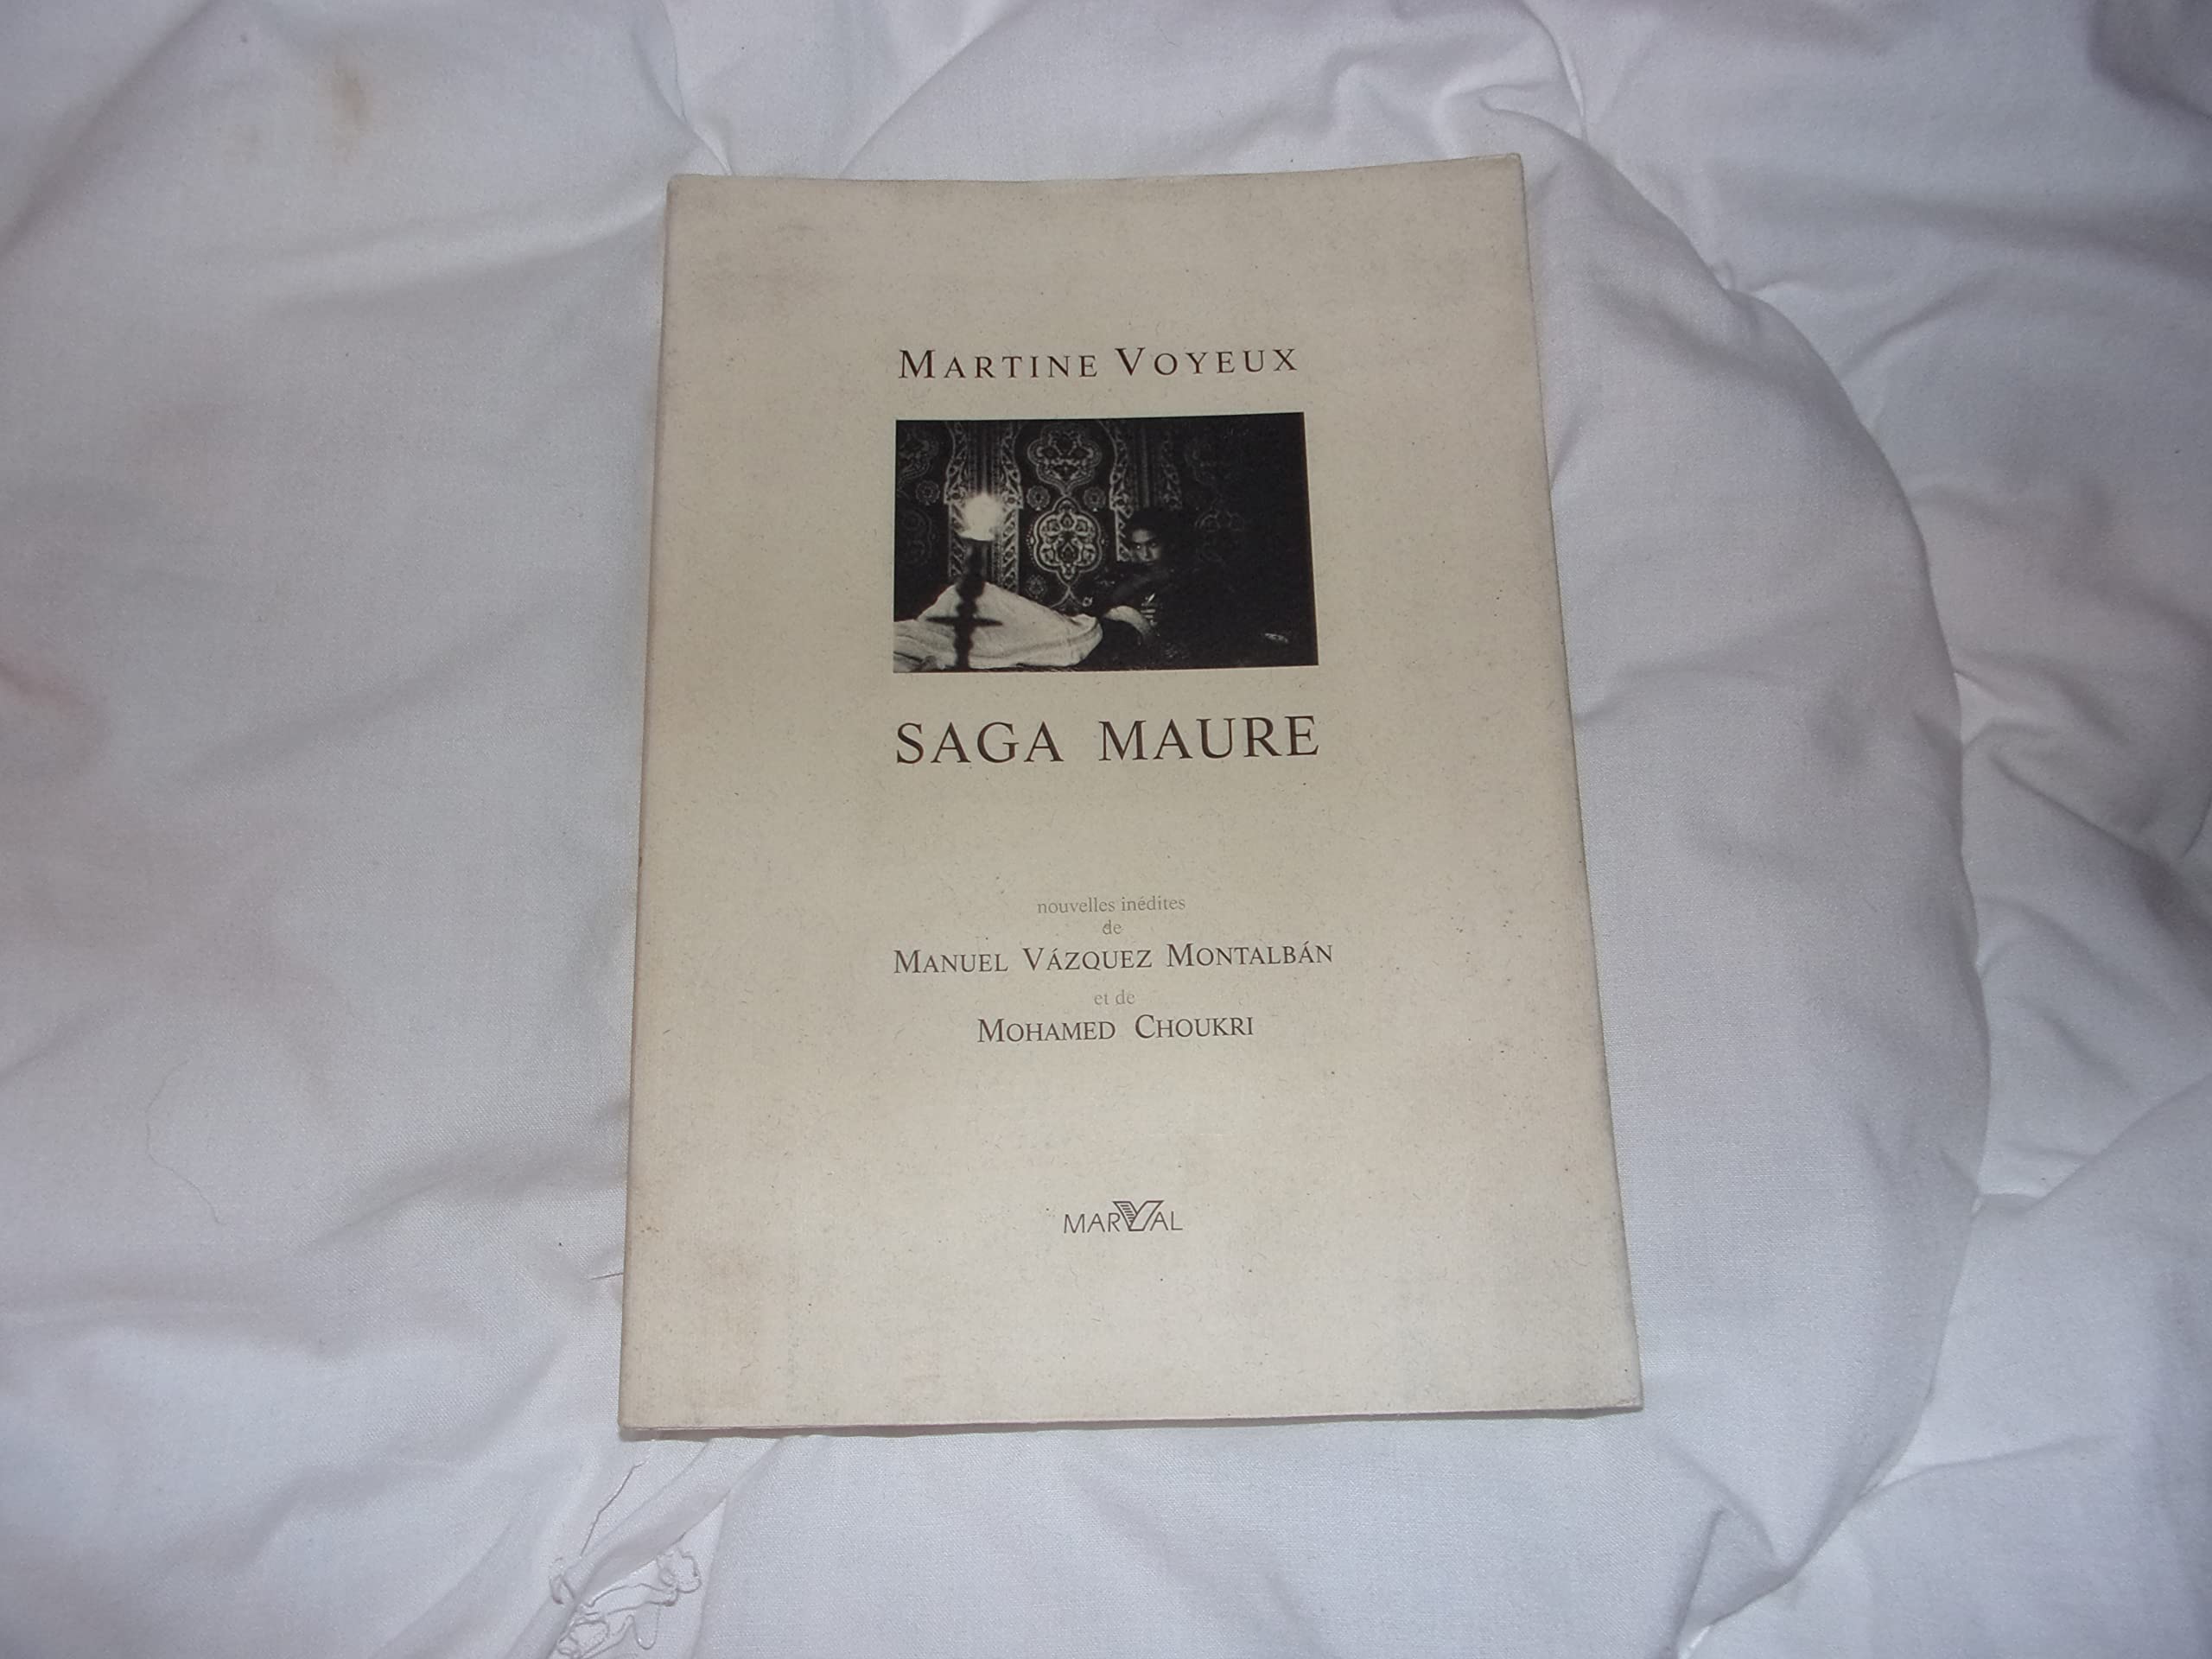 MARTINE VOYEUX
SAGA MAURE
nouvelles inédites
de
MANUEL VÁZQUEZ MONTALBÁN
et de
MOHAMED CHOUKRI
MARVAL